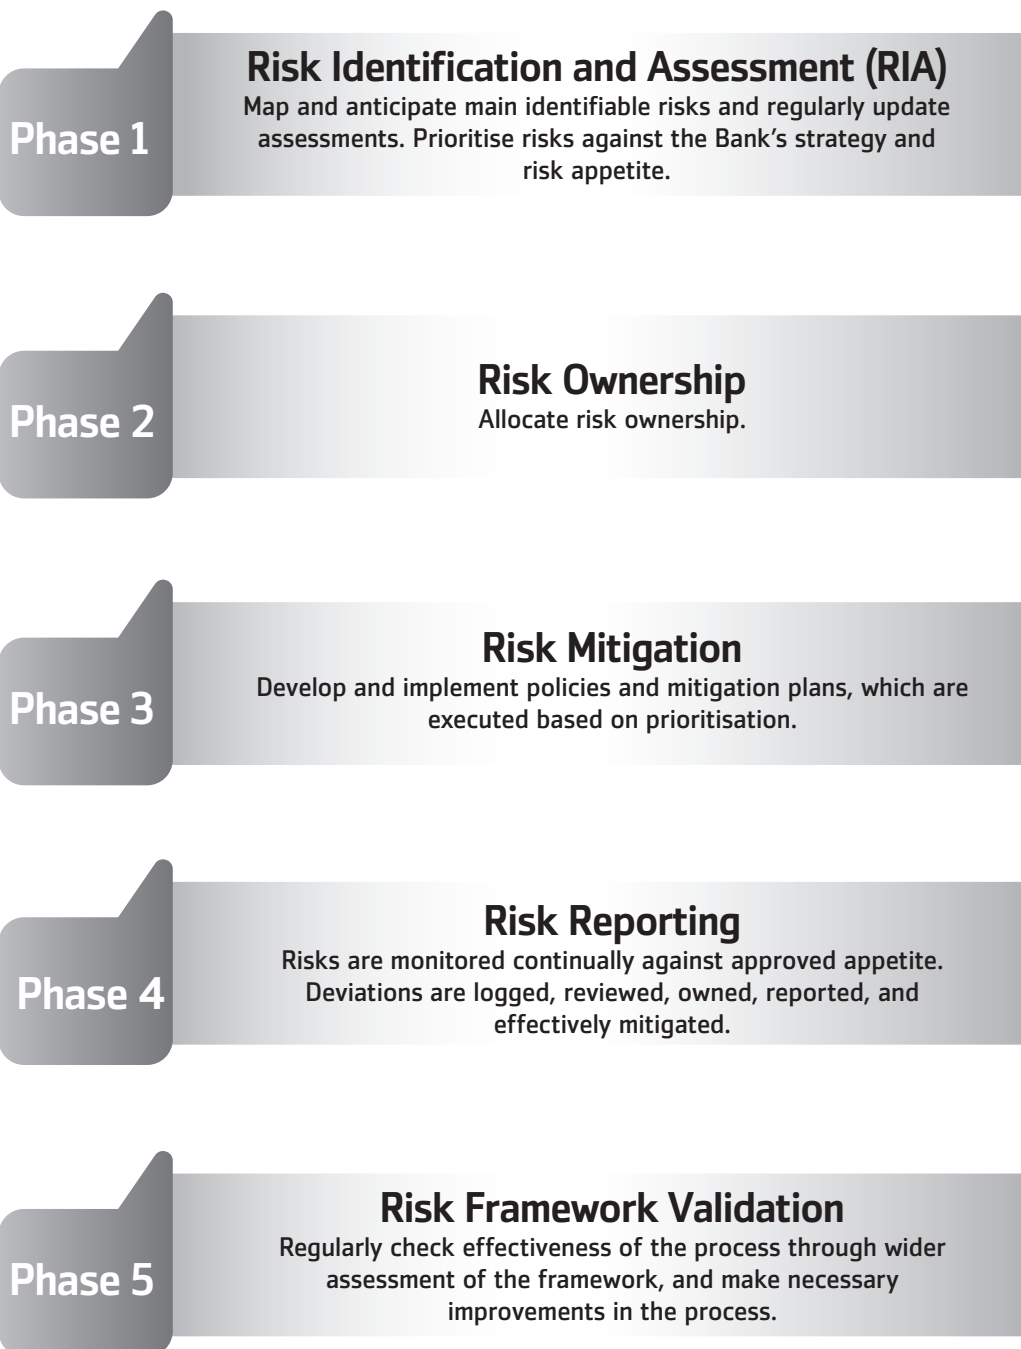 Phase 1
Risk Identification and Assessment (RIA)
Map and anticipate main identifiable risks and regularly update
assessments. Prioritise risks against the Bank’s strategy and
risk appetite.
Phase 2
Risk Ownership
Allocate risk ownership.
Phase 3
Risk Mitigation
Develop and implement policies and mitigation plans, which are
executed based on prioritisation.
Phase 4
Risk Reporting
Risks are monitored continually against approved appetite.
Deviations are logged, reviewed, owned, reported, and
effectively mitigated.
Phase 5
Risk Framework Validation
Regularly check effectiveness of the process through wider
assessment of the framework, and make necessary
improvements in the process.